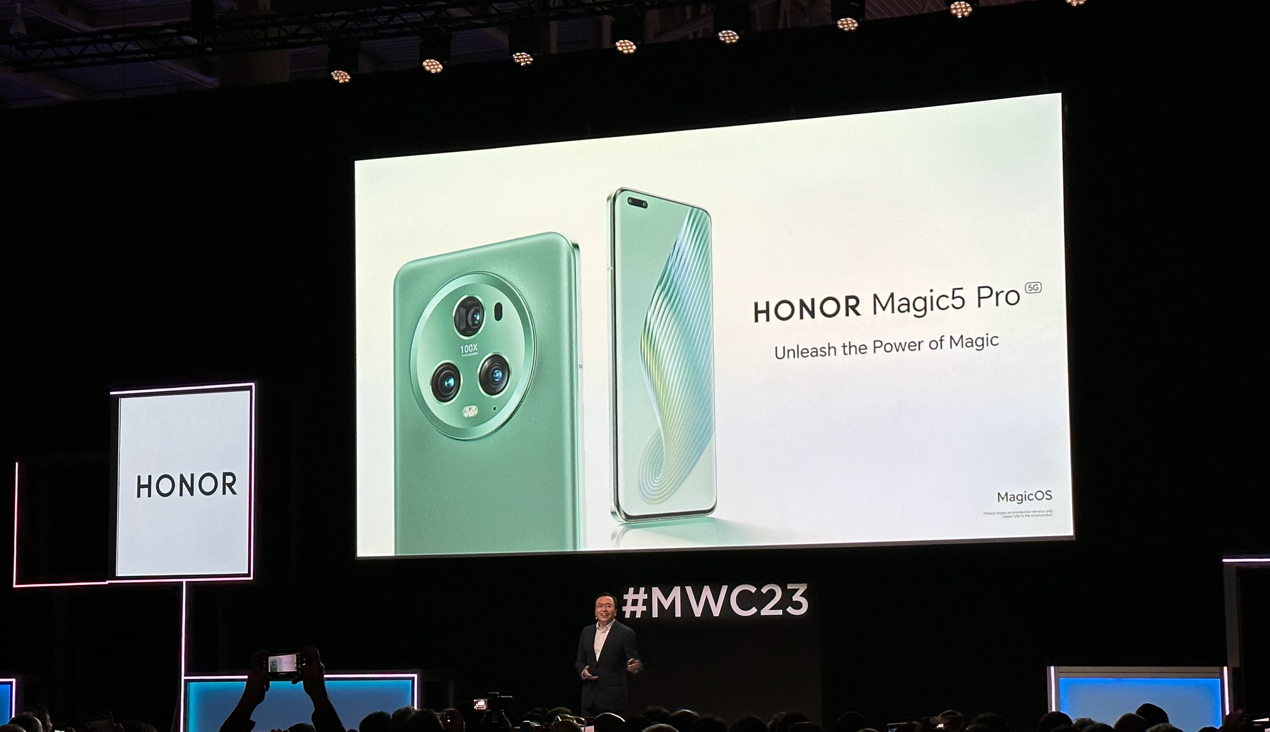 HONOR Magic5 Pro 5G
Unleash the Power of Magic
100X
MagicOS
HONOR
#MWC23